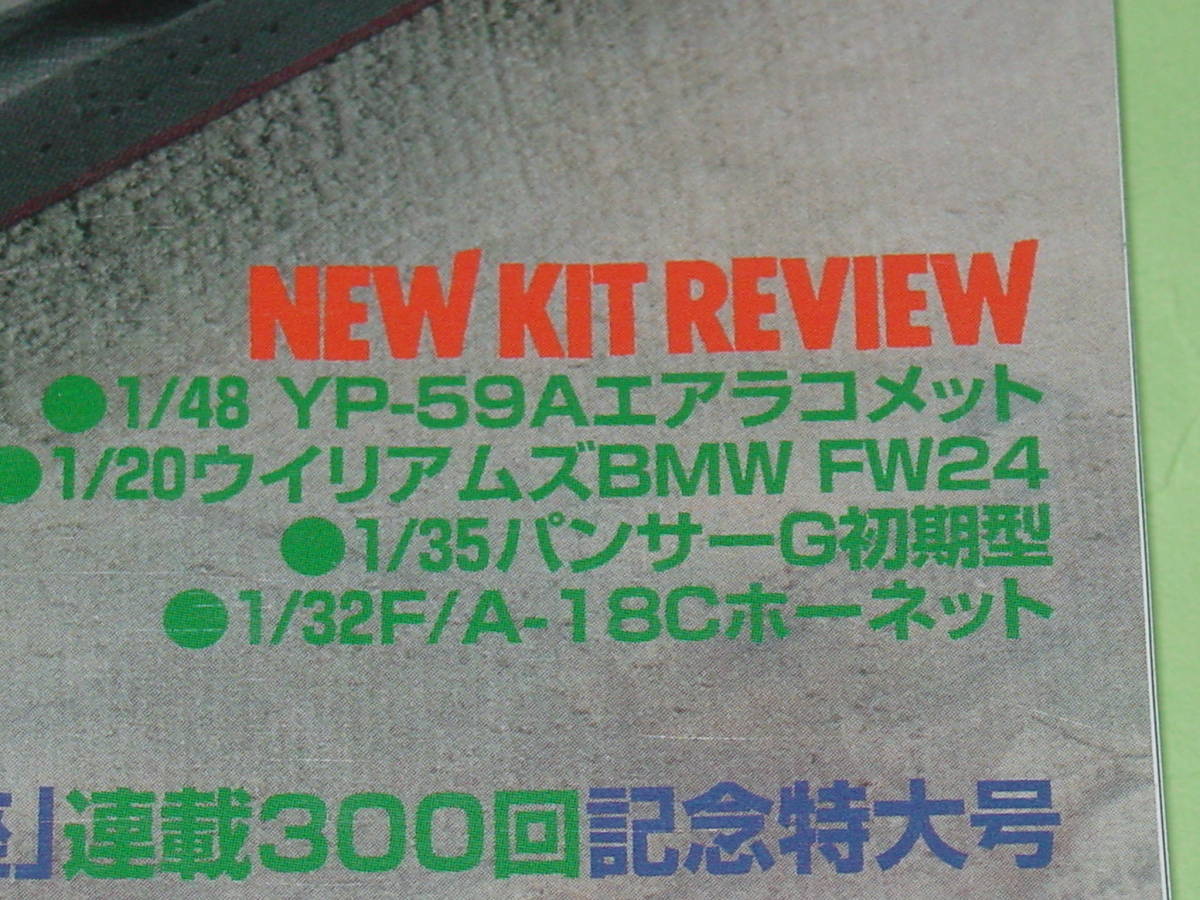 NEW KIT REVIEW
●1/48 YP-59Aエアラコメット
●1/20ウイリアムズBMW FW24
●1/35パンサーG初期型
●1/32F/A-18Cホーネット
」連載300回記念特大号